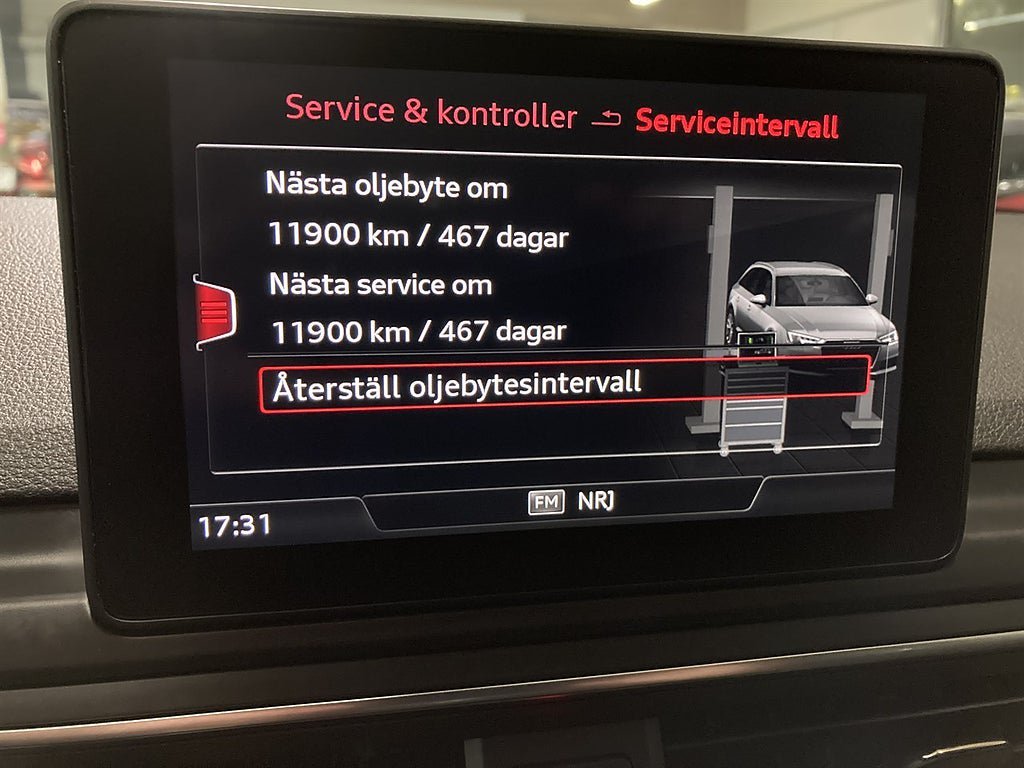 Service & kontroller Serviceintervall
Nästa oljebyte om
11900 km / 467 dagar
Nästa service om
11900 km / 467 dagar
Återställ oljebytesintervall
FM NRJ
17:31